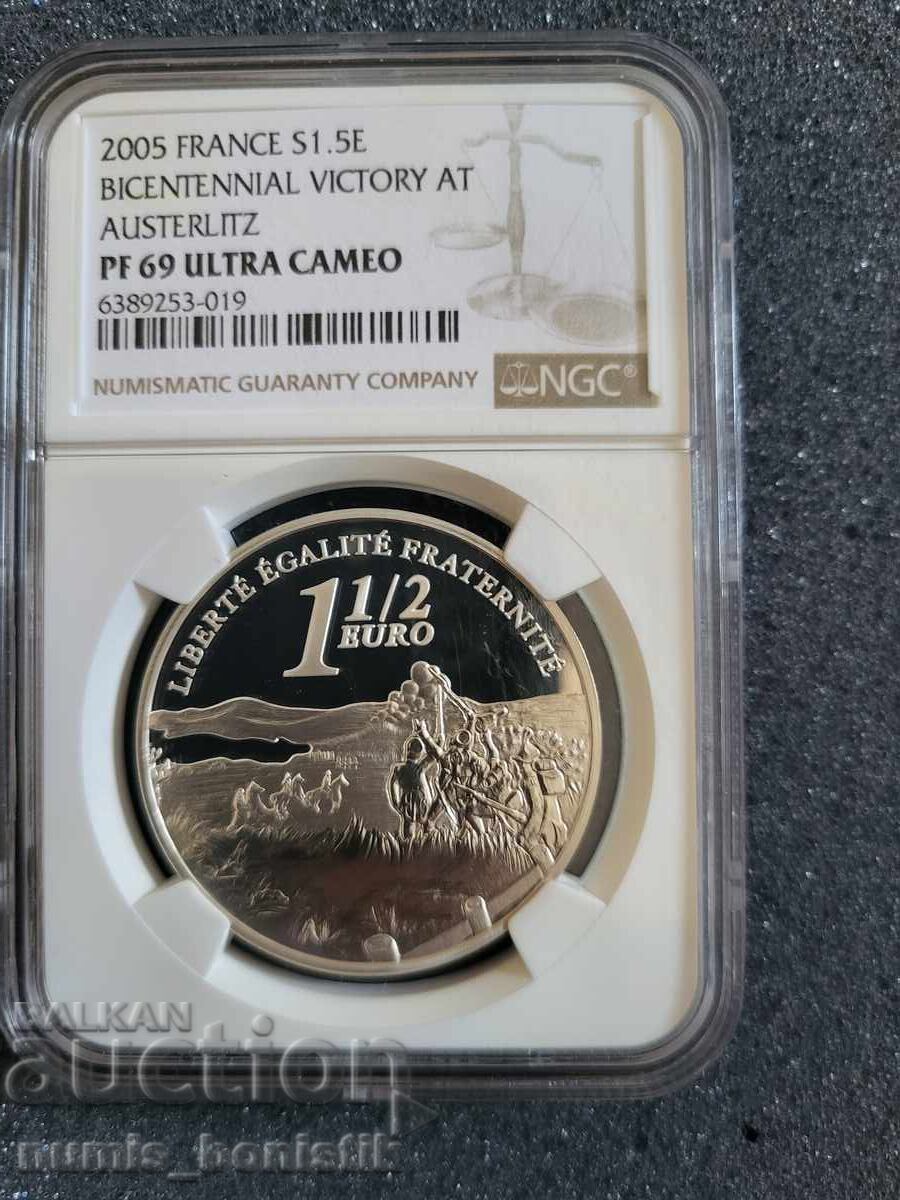 2005 FRANCE S1.5E
BICENTENNIAL VICTORY AT
AUSTERLITZ
PF 69 ULTRA CAMEO
6389253-019
NUMISMATIC GUARANTY COMPANY
NGC®
LIBERTÉ ÉGALITÉ FRATERNITÉ
1 1/2
EURO
BALKAN
auction
numis_bonistik